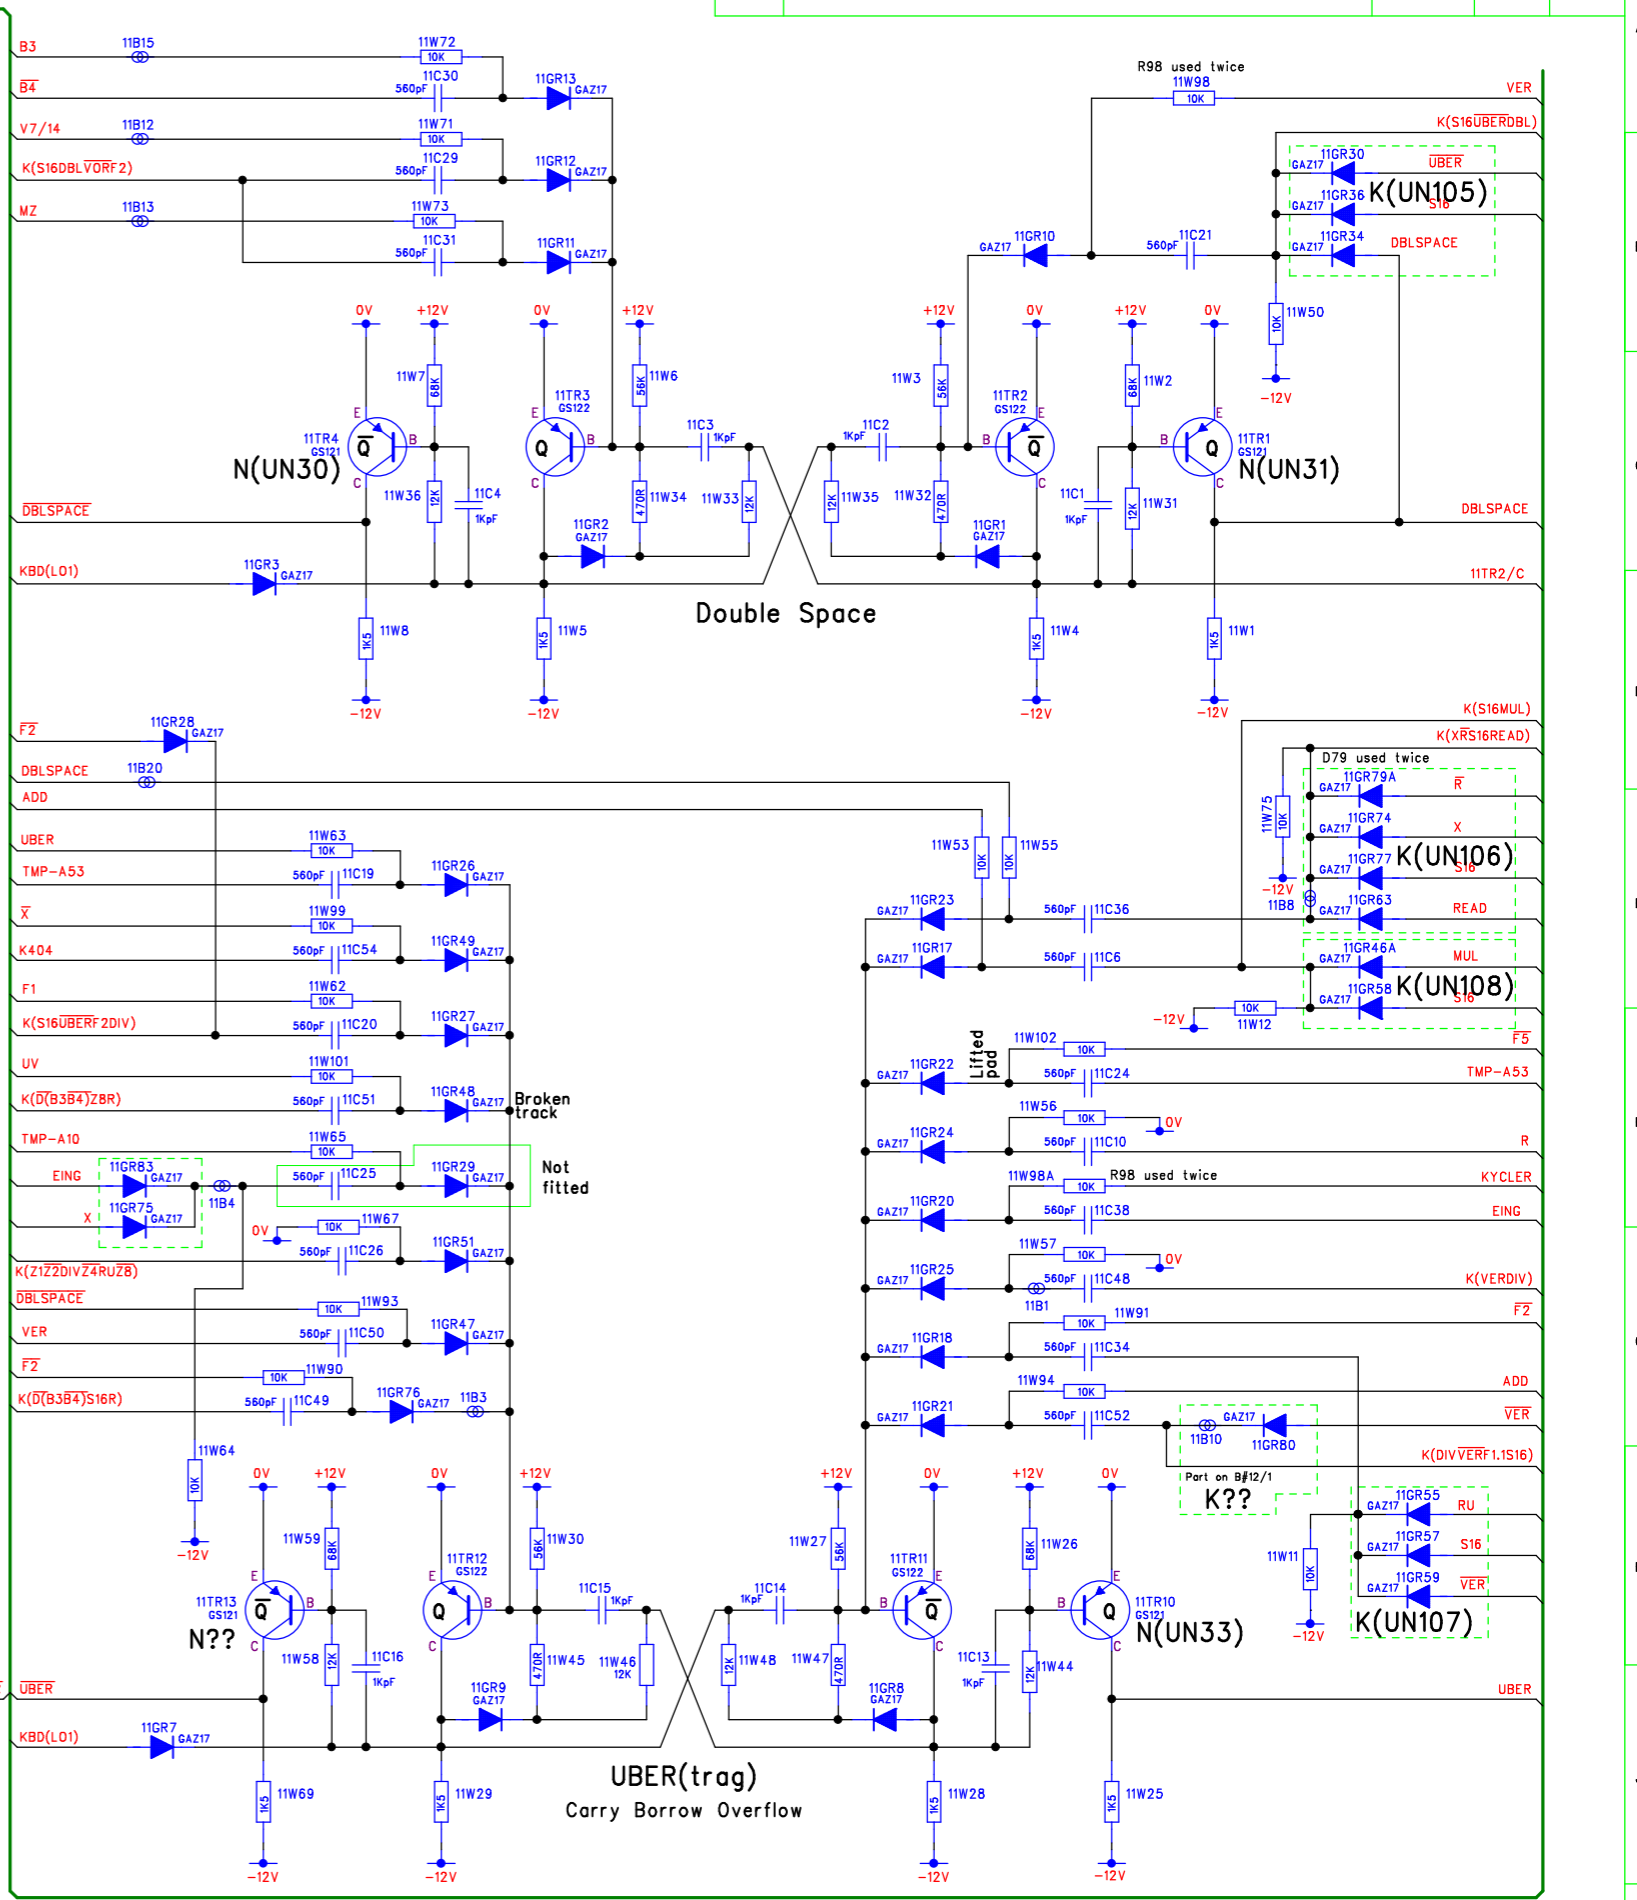 B3
11B15
11W72
10K
B4
560pF
11C30
11GR13
GAZ17
V7/14
11B12
11W71
10K
K(S16DBLVORF2)
560pF
11C29
11GR12
GAZ17
MZ
11B13
11W73
10K
560pF
11C31
11GR11
GAZ17
R98 used twice
11W98
10K
VER
K(S16UBERDBL)
11GR30
GAZ17
UBER
K(UN105)
11GR36
GAZ17
S16
11GR34
GAZ17
DBLSPACE
11GR10
GAZ17
560pF
11C21
11W50
10K
-12V
0V
+12V
0V
+12V
+12V
0V
+12V
0V
11W7
68K
11TR3
GS122
11W6
56K
11W3
56K
11TR2
GS122
11W2
68K
E
E
E
E
11TR4
GS121
Q
B
Q
B
11C3
1KpF
11C2
1KpF
B
Q
B
Q
11TR1
GS121
N(UN30)
N(UN31)
C
C
C
C
11W36
12K
11C4
1KpF
11GR2
GAZ17
470R
11W34
11W33
12K
12K
11W35
11W32
470R
11GR1
GAZ17
11C1
1KpF
12K
11W31
DBLSPACE
DBLSPACE
KBD(L01)
11GR3
GAZ17
11TR2/C
Double Space
1K5
11W8
1K5
11W5
1K5
11W4
1K5
11W1
-12V
-12V
-12V
-12V
F2
11GR28
GAZ17
DBLSPACE
11B20
ADD
K(S16MUL)
K(XRS16READ)
D79 used twice
11GR79A
GAZ17
R
11W75
10K
11GR74
GAZ17
X
K(UN106)
11GR77
GAZ17
S16
-12V
11B8
11GR63
GAZ17
READ
UBER
11W63
10K
TMP-A53
560pF
11C19
11GR26
GAZ17
11W53
10K
10K
11W55
X
11W99
10K
11GR23
GAZ17
560pF
11C36
K404
560pF
11C54
11GR49
GAZ17
11GR17
GAZ17
560pF
11C6
11GR46A
GAZ17
MUL
K(UN108)
11GR58
GAZ17
S16
-12V
10K
11W12
F1
11W62
10K
K(S16UBERF2DIV)
560pF
11C20
11GR27
GAZ17
UV
11W101
10K
K(D(B3B4)Z8R)
560pF
11C51
11GR48
GAZ17
Broken
track
Lifted
pad
11W102
10K
F5
11GR22
GAZ17
560pF
11C24
TMP-A53
11W56
10K
0V
11GR24
GAZ17
560pF
11C10
R
TMP-A10
11W65
10K
EING
11GR83
GAZ17
11B4
560pF
11C25
11GR29
GAZ17
Not
fitted
X
11GR75
GAZ17
11W98A
10K
R98 used twice
KYCLER
11GR20
GAZ17
560pF
11C38
EING
0V
10K
11W67
K(Z1Z2DIVZ4RUZ8)
560pF
11C26
11GR51
GAZ17
11W57
10K
0V
11GR25
GAZ17
11B1
560pF
11C48
K(VERDIV)
DBLSPACE
10K
11W93
VER
560pF
11C50
11GR47
GAZ17
11W91
10K
F2
11GR18
GAZ17
560pF
11C34
F2
10K
11W90
K(D(B3B4)S16R)
560pF
11C49
11GR76
GAZ17
11B3
11W94
10K
ADD
11GR21
GAZ17
560pF
11C52
11B10
GAZ17
11GR80
VER
K(DIVVERF1.1S16)
Part on B#12/1
K??
11W64
10K
-12V
0V
+12V
0V
+12V
+12V
0V
+12V
0V
11GR55
GAZ17
RU
11GR57
GAZ17
S16
11GR59
GAZ17
VER
K(UN107)
11W11
10K
-12V
11W59
68K
11TR12
GS122
56K
11W30
11W27
56K
11TR11
GS122
68K
11W26
E
E
E
E
11TR13
GS121
Q
B
Q
B
11C15
1KpF
11C14
1KpF
B
Q
B
Q
11TR10
GS121
N??
N(UN33)
C
C
C
C
11W58
12K
11C16
1KpF
11GR9
GAZ17
470R
11W45
11W46
12K
12K
11W48
11W47
470R
11GR8
GAZ17
11C13
1KpF
12K
11W44
UBER
UBER
KBD(L01)
11GR7
GAZ17
UBER(trag)
Carry Borrow Overflow
1K5
11W69
1K5
11W29
1K5
11W28
1K5
11W25
-12V
-12V
-12V
-12V